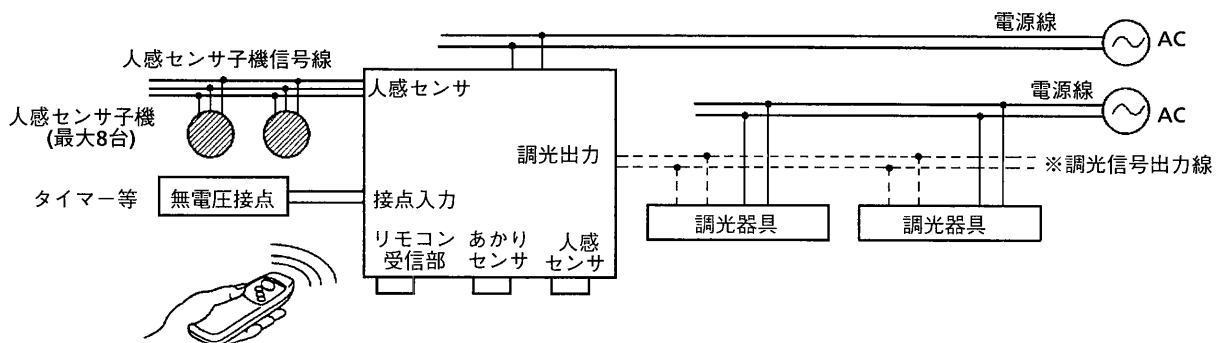 電源線
AC
人感センサ子機信号線
人感センサ
人感センサ子機
(最大8台)
電源線
AC
調光出力
※調光信号出力線
タイマー等
無電圧接点
接点入力
調光器具
調光器具
リモコン
受信部
あかり
センサ
人感
センサ